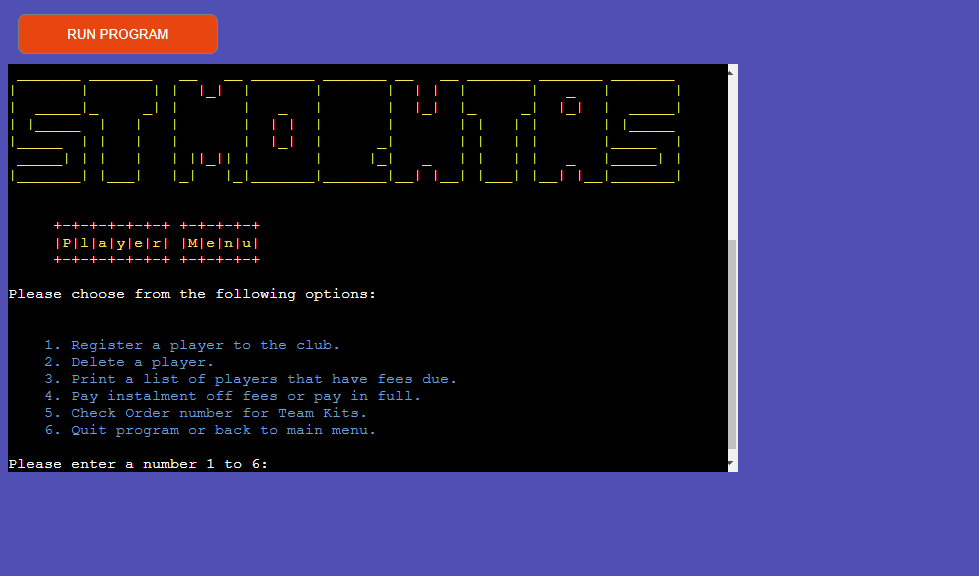 RUN PROGRAM
STMOCHTAS
|P|l|a|y|e|r| |M|e|n|u|
Please choose from the following options:
1. Register a player to the club.
2. Delete a player.
3. Print a list of players that have fees due.
4. Pay instalment off fees or pay in full.
5. Check Order number for Team Kits.
6. Quit program or back to main menu.
Please enter a number 1 to 6: